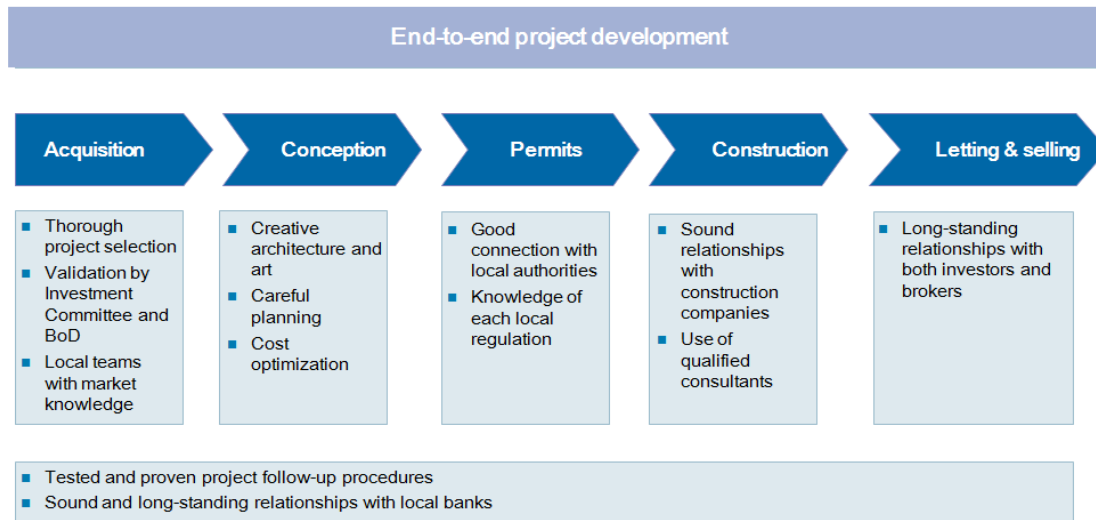 End-to-end project development
Acquisition
Conception
Permits
Construction
Letting & selling
Thorough
project selection
Validation by
Investment
Committee and
BoD
Local teams
with market
knowledge
Creative
architecture and
art
Careful
planning
Cost
optimization
Good
connection with
local authorities
Knowledge of
each local
regulation
Sound
relationships
with
construction
companies
Use of
qualified
consultants
Long-standing
relationships with
both investors and
brokers
Tested and proven project follow-up procedures
Sound and long-standing relationships with local banks